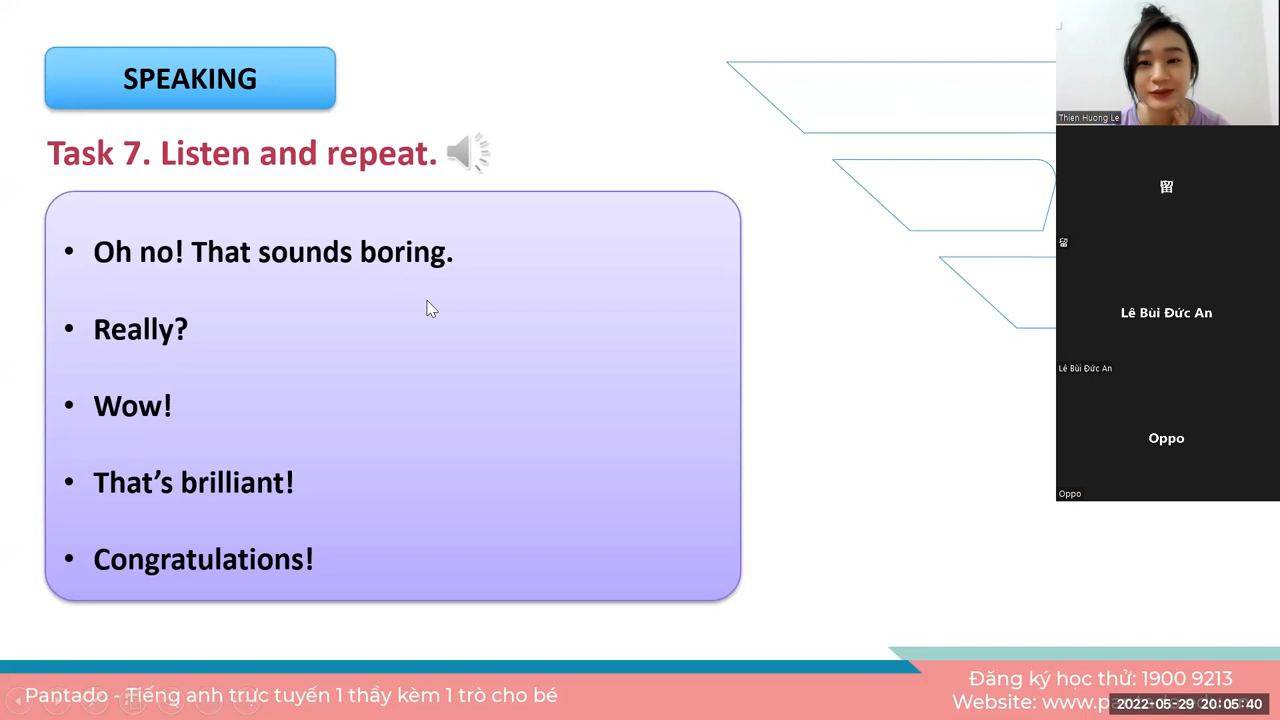 SPEAKING
Task 7. Listen and repeat.
• Oh no! That sounds boring.
• Really?
• Wow!
• That's brilliant!
• Congratulations!
Thien Huong Le
留
留
Lê Bùi Đức An
Lê Bùi Đức An
Oppo
Oppo
Pantado - Tiếng anh trực tuyến 1 thầy kèm 1 trò cho bé
Đăng ký học thử: 1900 9213
Website: www.
2022-05-29 20:05:40